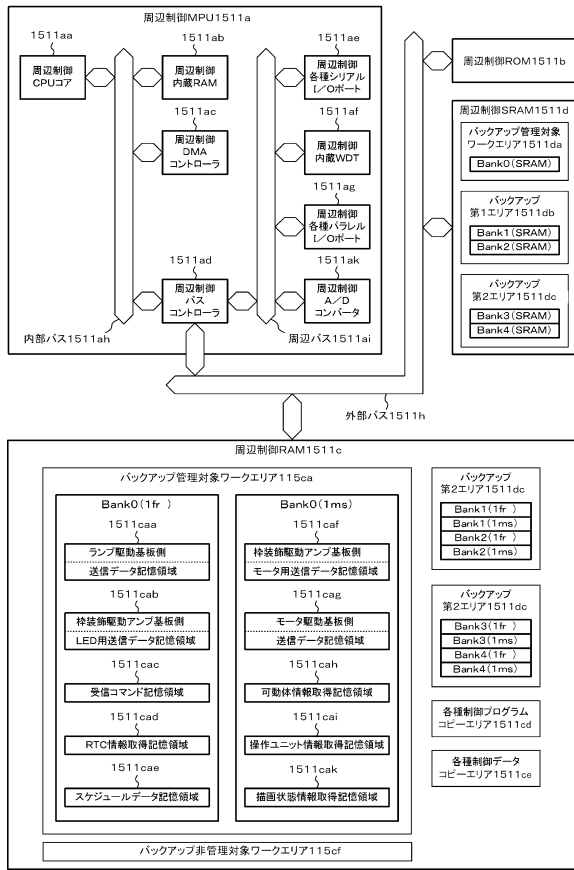 周辺制御MPU1511a
1511aa
周辺制御
CPUコア
1511ab
周辺制御
内蔵RAM
1511ac
周辺制御
DMA
コントローラ
1511ad
周辺制御
バス
コントローラ
1511ae
周辺制御
各種シリアル
I/Oポート
1511af
周辺制御
内蔵WDT
1511ag
周辺制御
各種パラレル
I/Oポート
1511ak
周辺制御
A/D
コンバータ
内部バス1511ah
周辺バス1511ai
周辺制御ROM1511b
周辺制御SRAM1511d
バックアップ管理対象
ワークエリア1511da
Bank0(SRAM)
バックアップ
第1エリア1511db
Bank1(SRAM)
Bank2(SRAM)
バックアップ
第2エリア1511dc
Bank3(SRAM)
Bank4(SRAM)
外部バス1511h
周辺制御RAM1511c
バックアップ管理対象ワークエリア115ca
Bank0(1fr )
1511caa
ランプ駆動基板側
送信データ記憶領域
1511cab
枠装飾駆動アンプ基板側
LED用送信データ記憶領域
1511cac
受信コマンド記憶領域
1511cad
RTC情報取得記憶領域
1511cae
スケジュールデータ記憶領域
Bank0(1ms)
1511caf
枠装飾駆動アンプ基板側
モータ用送信データ記憶領域
1511cag
モータ駆動基板側
送信データ記憶領域
1511cah
可動体情報取得記憶領域
1511cai
操作ユニット情報取得記憶領域
1511cak
描画状態情報取得記憶領域
バックアップ
第2エリア1511dc
Bank1(1fr )
Bank1(1ms)
Bank2(1fr )
Bank2(1ms)
バックアップ
第2エリア1511dc
Bank3(1fr )
Bank3(1ms)
Bank4(1fr )
Bank4(1ms)
各種制御プログラム
コピーエリア1511cd
各種制御データ
コピーエリア1511ce
バックアップ非管理対象ワークエリア115cf